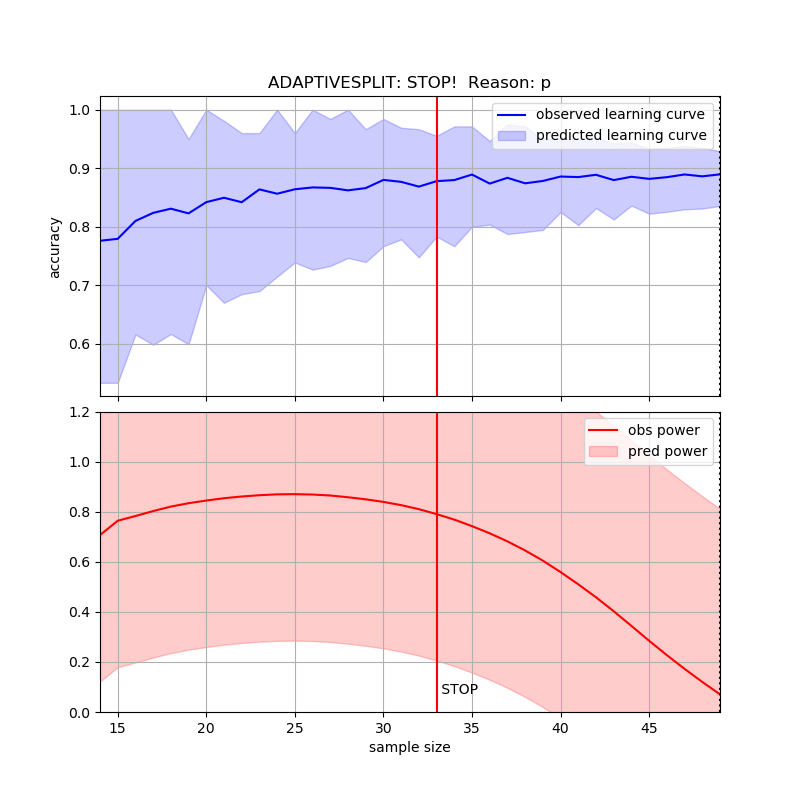 ADAPTIVESPLIT: STOP!  Reason: p
1.0
0.9
0.8
0.7
0.6
accuracy
observed learning curve
predicted learning curve
1.2
1.0
0.8
0.6
0.4
0.2
0.0
obs power
pred power
STOP
15 20 25 30 35 40 45
sample size